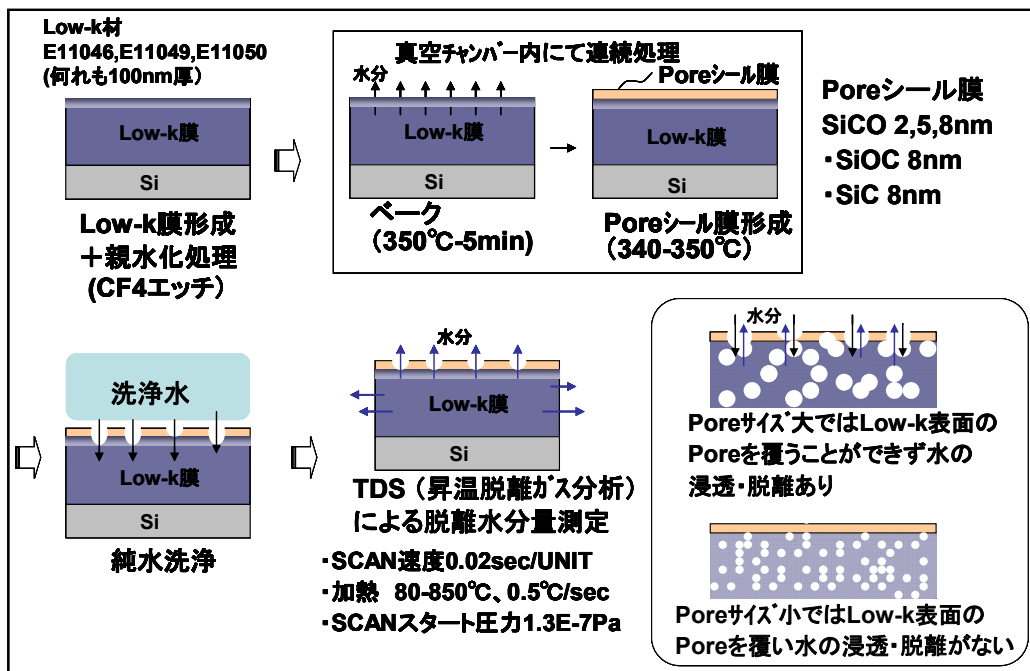 Low-k材
E11046,E11049,E11050
(何れも100nm厚)
Low-k膜
Si
Low-k膜形成
+親水化処理
(CF4エッチ)
真空チャンバー内にて連続処理
水分
Low-k膜
Si
ベーク
(350℃-5min)
Poreシール膜
Low-k膜
Si
Poreシール膜形成
(340-350℃)
Poreシール膜
SiCO 2,5,8nm
・SiOC 8nm
・SiC 8nm
洗浄水
Low-k膜
Si
純水洗浄
水分
Low-k膜
Si
TDS (昇温脱離ガス分析)
による脱離水分量測定
・SCAN速度0.02sec/UNIT
・加熱 80-850℃、0.5℃/sec
・SCANスタート圧力1.3E-7Pa
水分
Poreサイズ大ではLow-k表面の
Poreを覆うことができず水の
浸透・脱離あり
Poreサイズ小ではLow-k表面の
Poreを覆い水の浸透・脱離がない